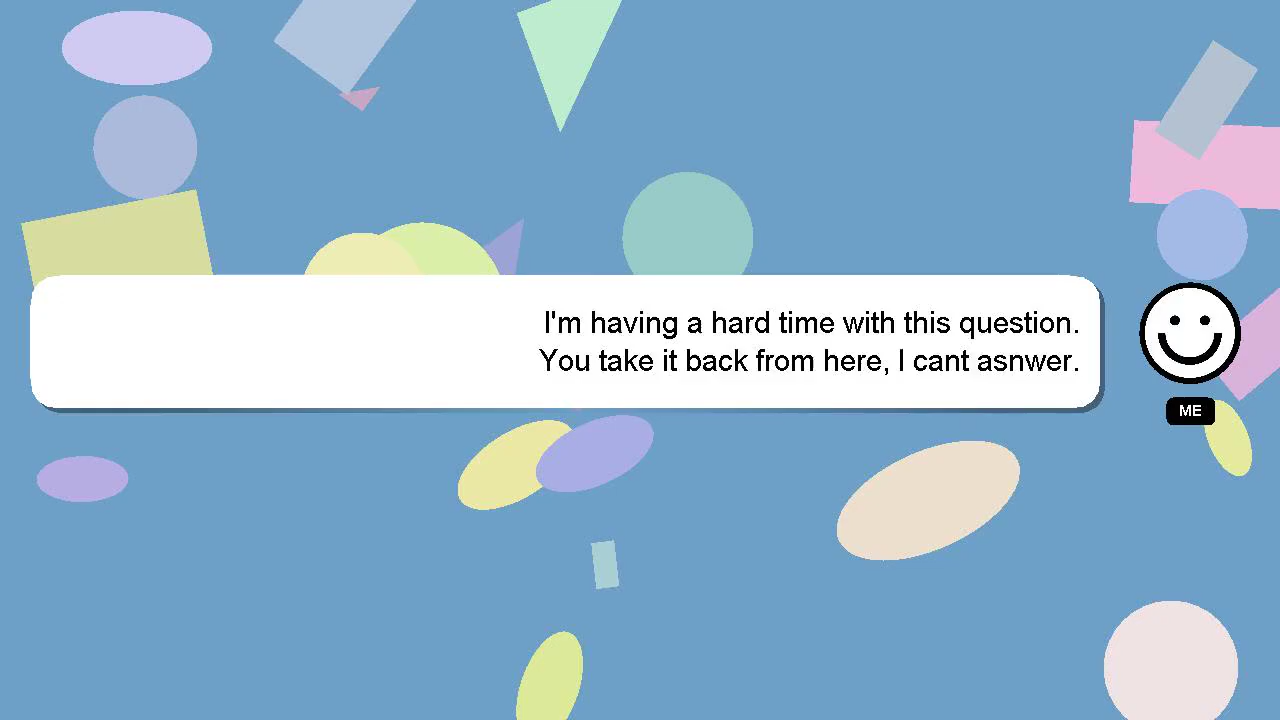 I'm having a hard time with this question.
You take it back from here, I cant asnwer.
ME